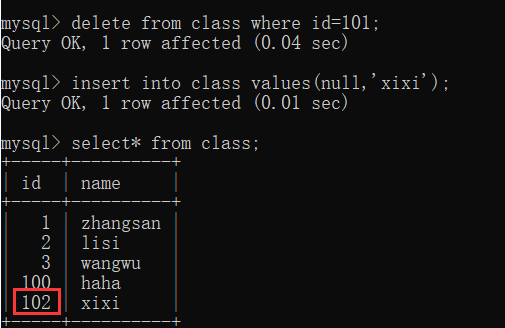 mysql> delete from class where id=101;
Query OK, 1 row affected (0.04 sec)
mysql> insert into class values(null,'xixi');
Query OK, 1 row affected (0.01 sec)
mysql> select* from class;
+-----+----------+
| id  | name     |
+-----+----------+
|   1 | zhangsan |
|   2 | lisi     |
|   3 | wangwu   |
| 100 | haha     |
| 102 | xixi     |
+-----+----------+